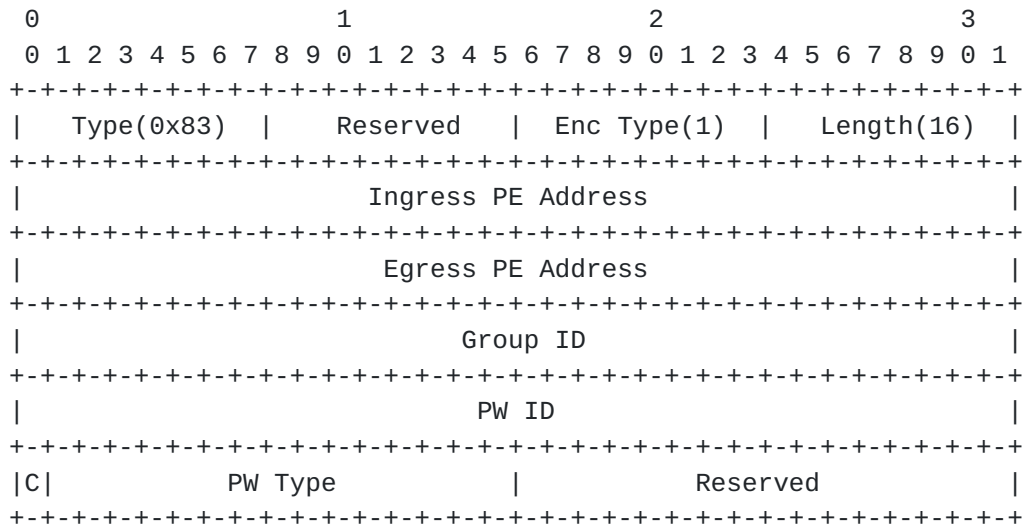 0                   1                   2                   3
 0 1 2 3 4 5 6 7 8 9 0 1 2 3 4 5 6 7 8 9 0 1 2 3 4 5 6 7 8 9 0 1
+-+-+-+-+-+-+-+-+-+-+-+-+-+-+-+-+-+-+-+-+-+-+-+-+-+-+-+-+-+-+-+-+
|   Type(0x83)  |    Reserved   |  Enc Type(1)  |   Length(16)  |
+-+-+-+-+-+-+-+-+-+-+-+-+-+-+-+-+-+-+-+-+-+-+-+-+-+-+-+-+-+-+-+-+
|                      Ingress PE Address                       |
+-+-+-+-+-+-+-+-+-+-+-+-+-+-+-+-+-+-+-+-+-+-+-+-+-+-+-+-+-+-+-+-+
|                       Egress PE Address                       |
+-+-+-+-+-+-+-+-+-+-+-+-+-+-+-+-+-+-+-+-+-+-+-+-+-+-+-+-+-+-+-+-+
|                            Group ID                           |
+-+-+-+-+-+-+-+-+-+-+-+-+-+-+-+-+-+-+-+-+-+-+-+-+-+-+-+-+-+-+-+-+
|                             PW ID                             |
+-+-+-+-+-+-+-+-+-+-+-+-+-+-+-+-+-+-+-+-+-+-+-+-+-+-+-+-+-+-+-+-+
|C|           PW Type           |           Reserved            |
+-+-+-+-+-+-+-+-+-+-+-+-+-+-+-+-+-+-+-+-+-+-+-+-+-+-+-+-+-+-+-+-+